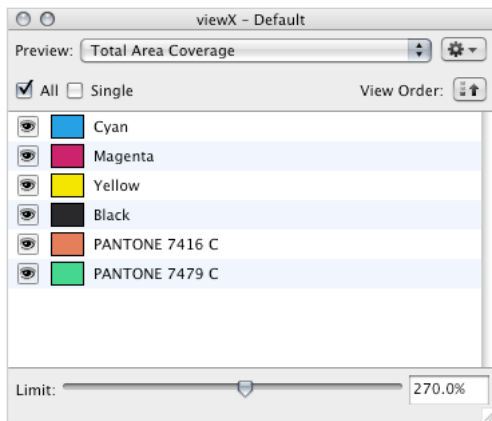 viewX – Default
Preview: Total Area Coverage
All Single View Order:
Cyan
Magenta
Yellow
Black
PANTONE 7416 C
PANTONE 7479 C
Limit: 270.0%